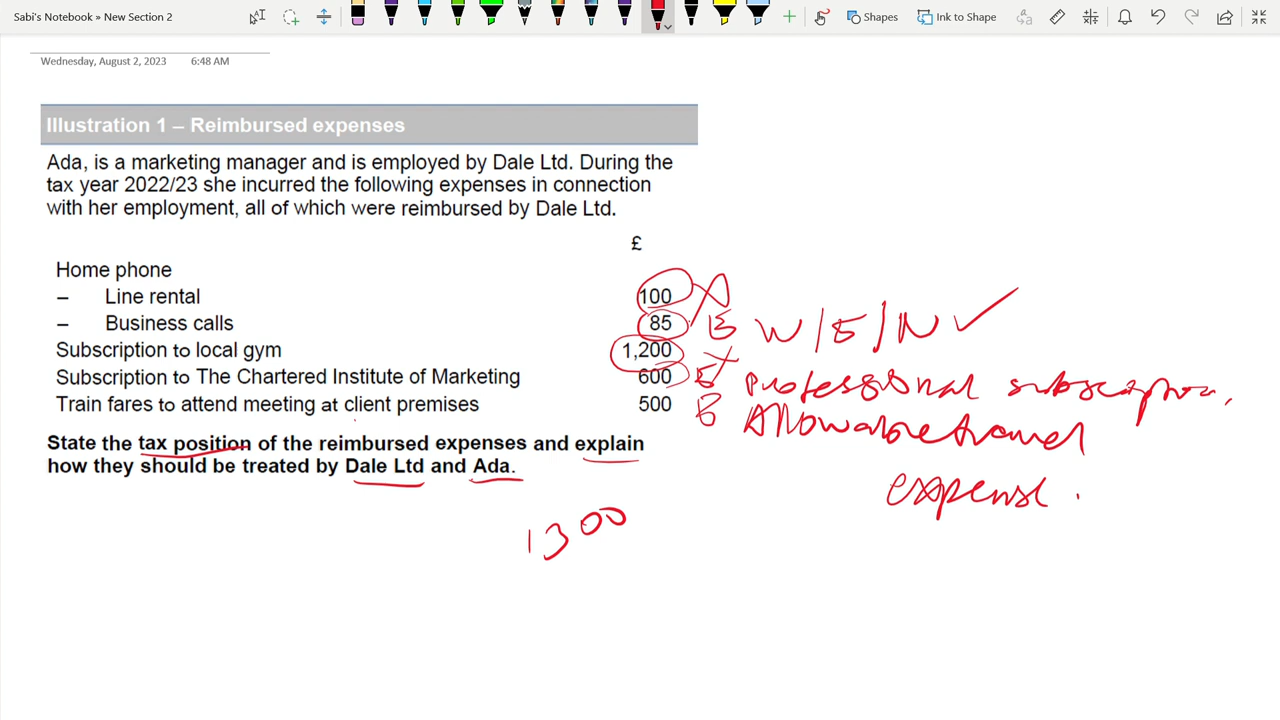 Sabi's Notebook » New Section 2
Shapes
Ink to Shape
Wednesday, August 2, 2023 6:48 AM
Illustration 1 – Reimbursed expenses
Ada, is a marketing manager and is employed by Dale Ltd. During the
tax year 2022/23 she incurred the following expenses in connection
with her employment, all of which were reimbursed by Dale Ltd.
£
Home phone
– Line rental 100
– Business calls 85 E W/E/N ✓
Subscription to local gym 1,200 X
Subscription to The Chartered Institute of Marketing 600 E Professional subscription,
Train fares to attend meeting at client premises 500 E Allowable travel
expense.
State the tax position of the reimbursed expenses and explain
how they should be treated by Dale Ltd and Ada.
1300